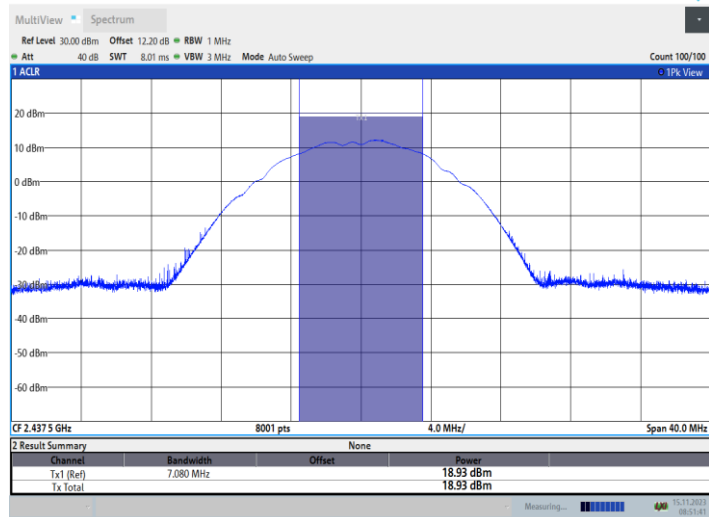 MultiView Spectrum
Ref Level 30.00 dBm Offset 12.20 dB RBW 1 MHz
Att 40 dB SWT 8.01 ms VBW 3 MHz Mode Auto Sweep Count 100/100
1 ACLR 1Pk View
20 dBm
10 dBm
0 dBm
-10 dBm
-20 dBm
-30 dBm
-40 dBm
-50 dBm
-60 dBm
CF 2.437 5 GHz 8001 pts 4.0 MHz/ Span 40.0 MHz
2 Result Summary None
Channel Bandwidth Offset Power
Tx1 (Ref) 7.080 MHz 18.93 dBm
Tx Total 18.93 dBm
Measuring... 15.11.2023
08:51:41